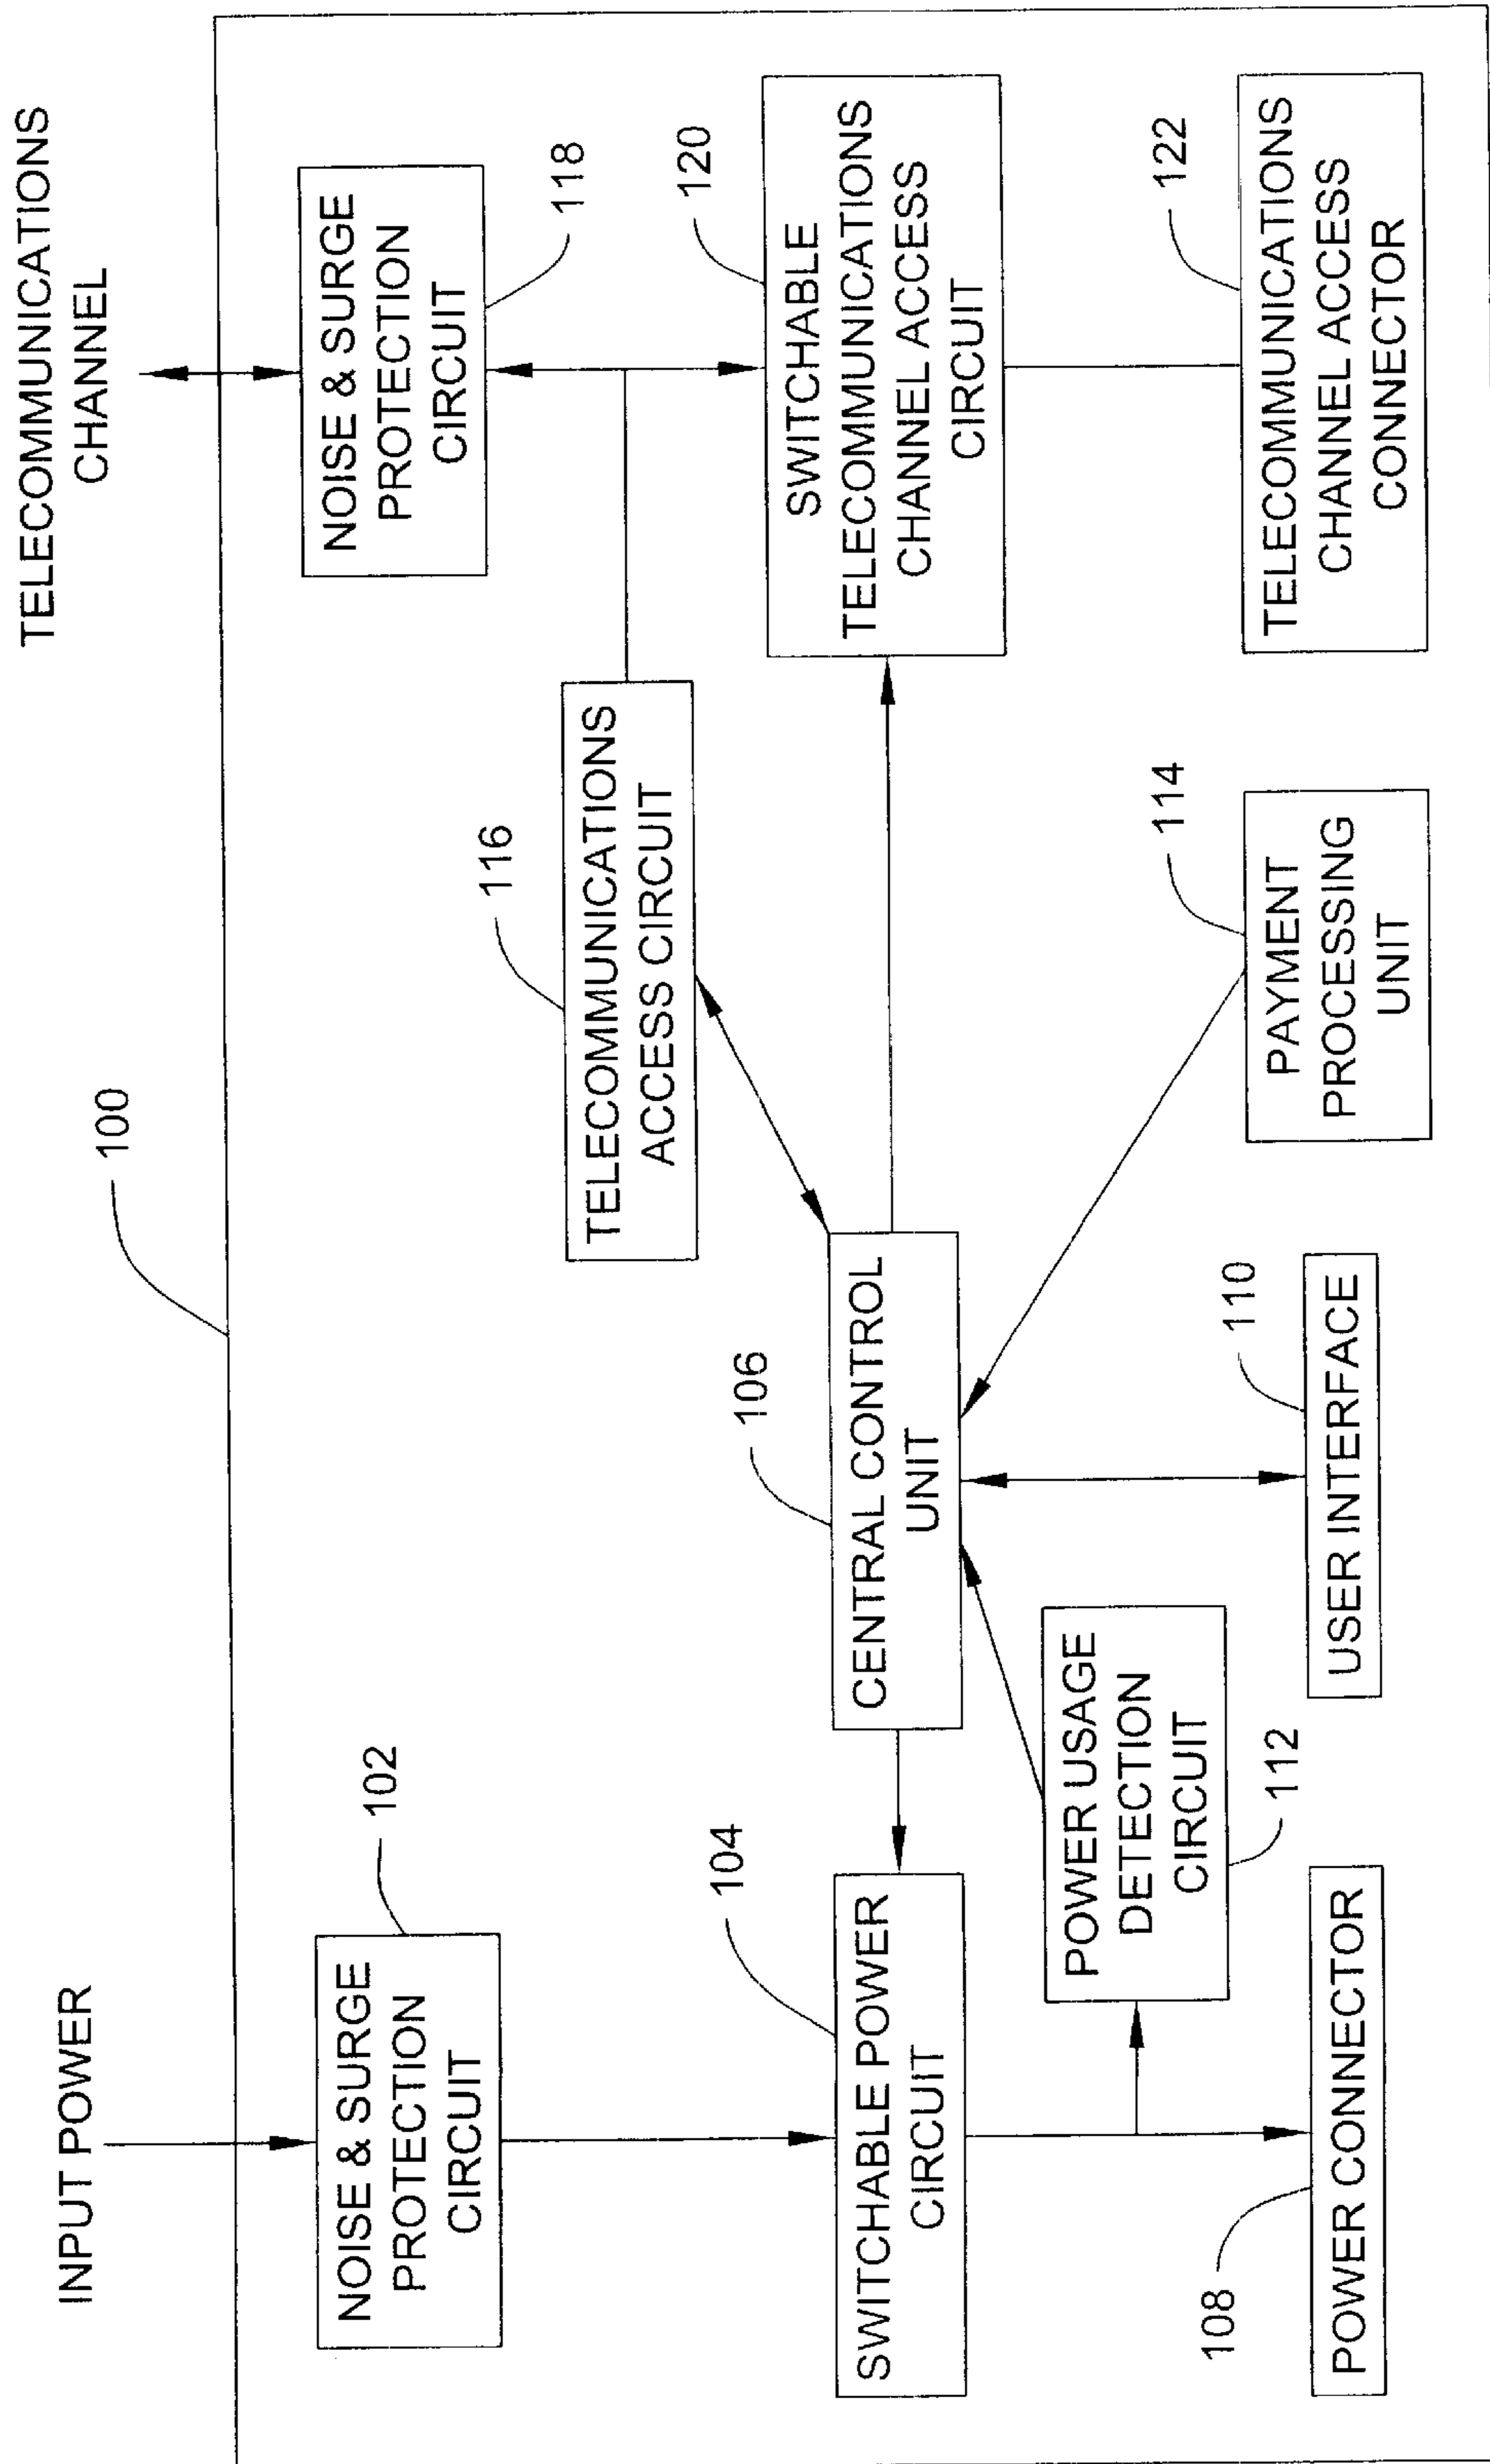 INPUT POWER
TELECOMMUNICATIONS
CHANNEL
100
102
NOISE & SURGE
PROTECTION
CIRCUIT
NOISE & SURGE
PROTECTION
CIRCUIT
118
116
TELECOMMUNICATIONS
ACCESS CIRCUIT
104
SWITCHABLE POWER
CIRCUIT
106
CENTRAL CONTROL
UNIT
120
SWITCHABLE
TELECOMMUNICATIONS
CHANNEL ACCESS
CIRCUIT
POWER USAGE
DETECTION
CIRCUIT
112
108
POWER CONNECTOR
110
USER INTERFACE
114
PAYMENT
PROCESSING
UNIT
122
TELECOMMUNICATIONS
CHANNEL ACCESS
CONNECTOR